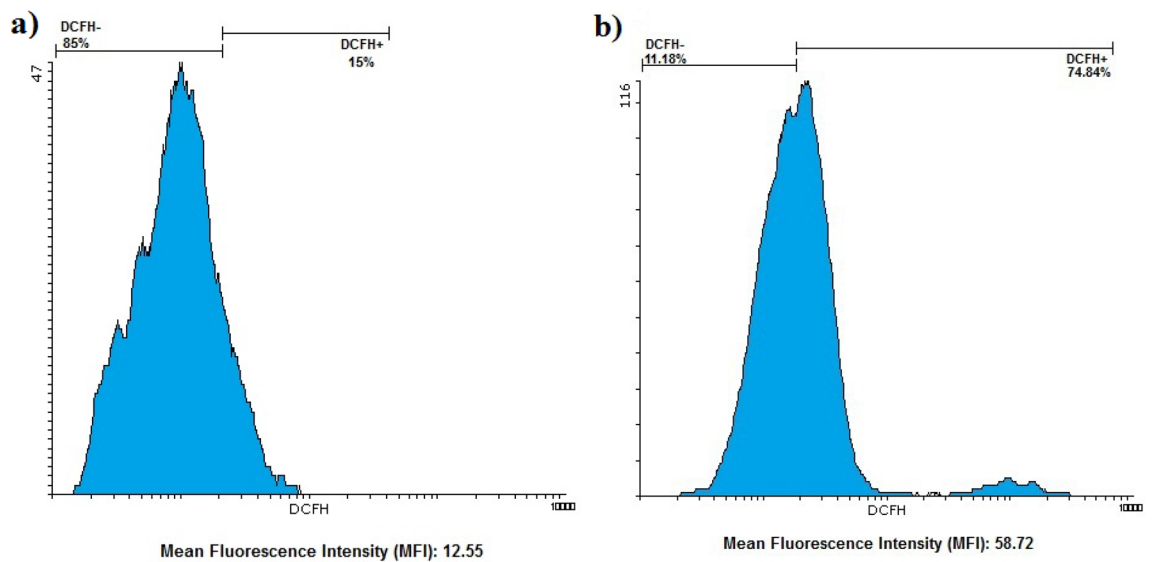 a)
DCFH-
85%
DCFH+
15%
47
DCFH
10000
Mean Fluorescence Intensity (MFI): 12.55
b)
DCFH-
11.18%
DCFH+
74.84%
116
DCFH
10000
Mean Fluorescence Intensity (MFI): 58.72